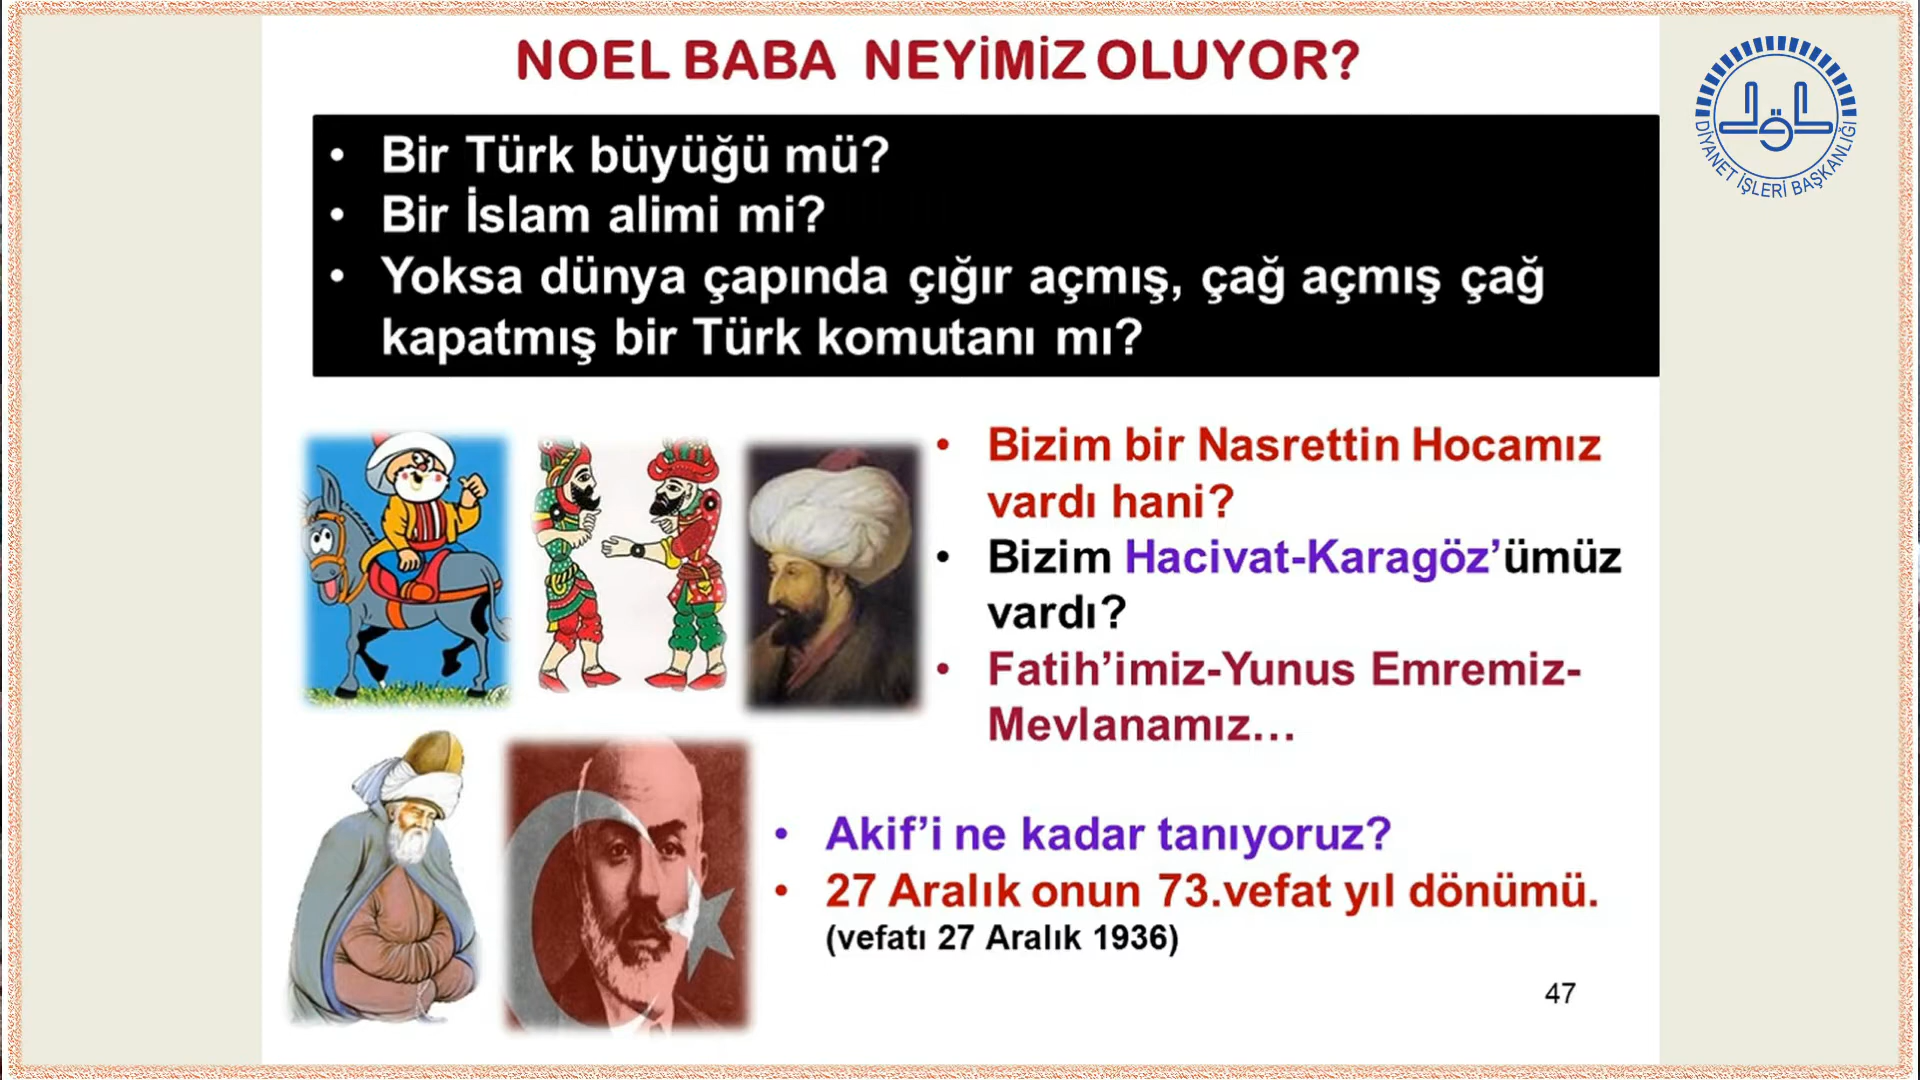 NOEL BABA NEYİMİZ OLUYOR?
DİYANET İŞLERİ BAŞKANLIĞI
• Bir Türk büyüğü mü?
• Bir İslam alimi mi?
• Yoksa dünya çapında çığır açmış, çağ açmış çağ
kapatmış bir Türk komutanı mı?
• Bizim bir Nasrettin Hocamız
vardı hani?
• Bizim Hacivat-Karagöz’ümüz
vardı?
• Fatih’imiz-Yunus Emremiz-
Mevlanamız...
• Akif’i ne kadar tanıyoruz?
• 27 Aralık onun 73.vefat yıl dönümü.
(vefatı 27 Aralık 1936)
47